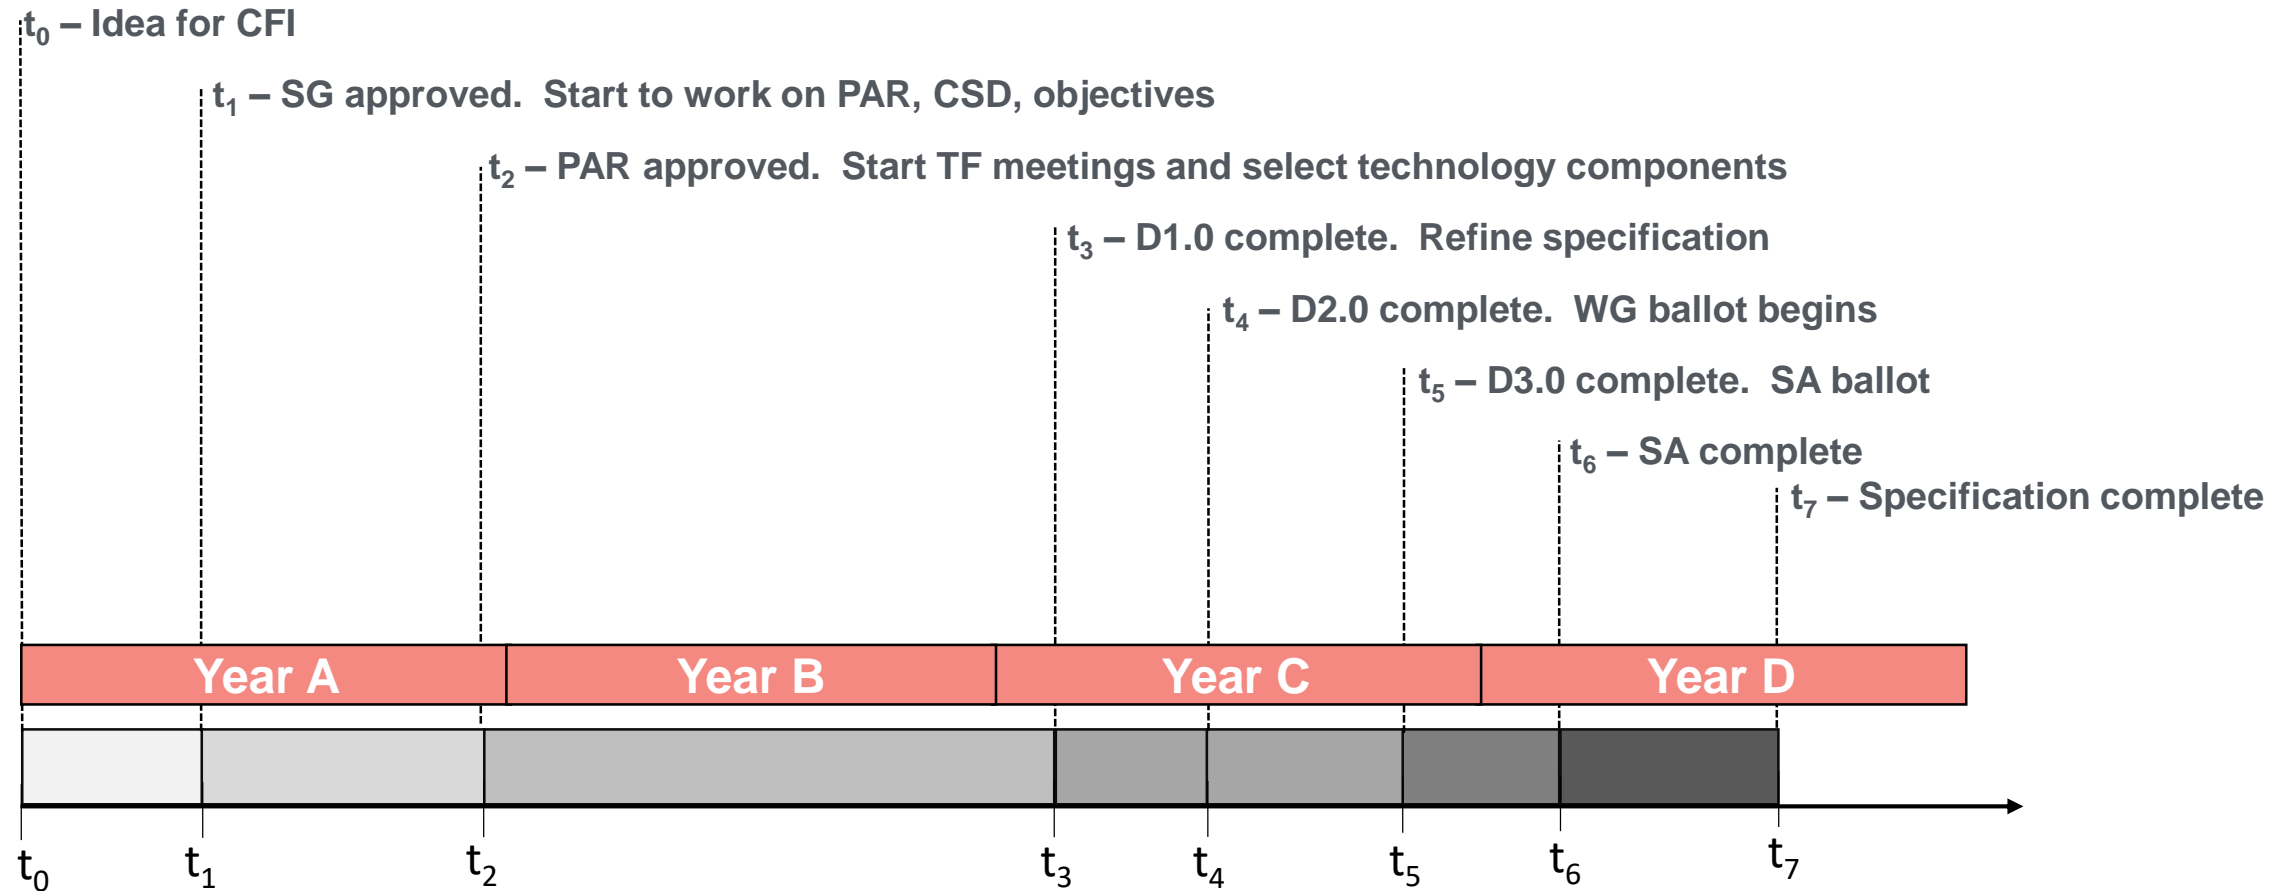 t₀ – Idea for CFI
t₁ – SG approved.  Start to work on PAR, CSD, objectives
t₂ – PAR approved.  Start TF meetings and select technology components
t₃ – D1.0 complete.  Refine specification
t₄ – D2.0 complete.  WG ballot begins
t₅ – D3.0 complete.  SA ballot
t₆ – SA complete
t₇ – Specification complete
Year A Year B Year C Year D
t₀ t₁ t₂ t₃ t₄ t₅ t₆ t₇